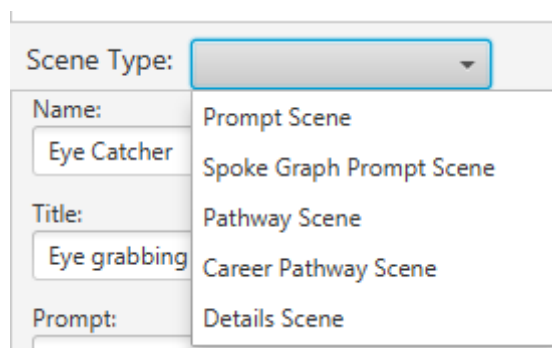 Scene Type:
Name:
Eye Catcher
Title:
Eye grabbing
Prompt:
Prompt Scene
Spoke Graph Prompt Scene
Pathway Scene
Career Pathway Scene
Details Scene